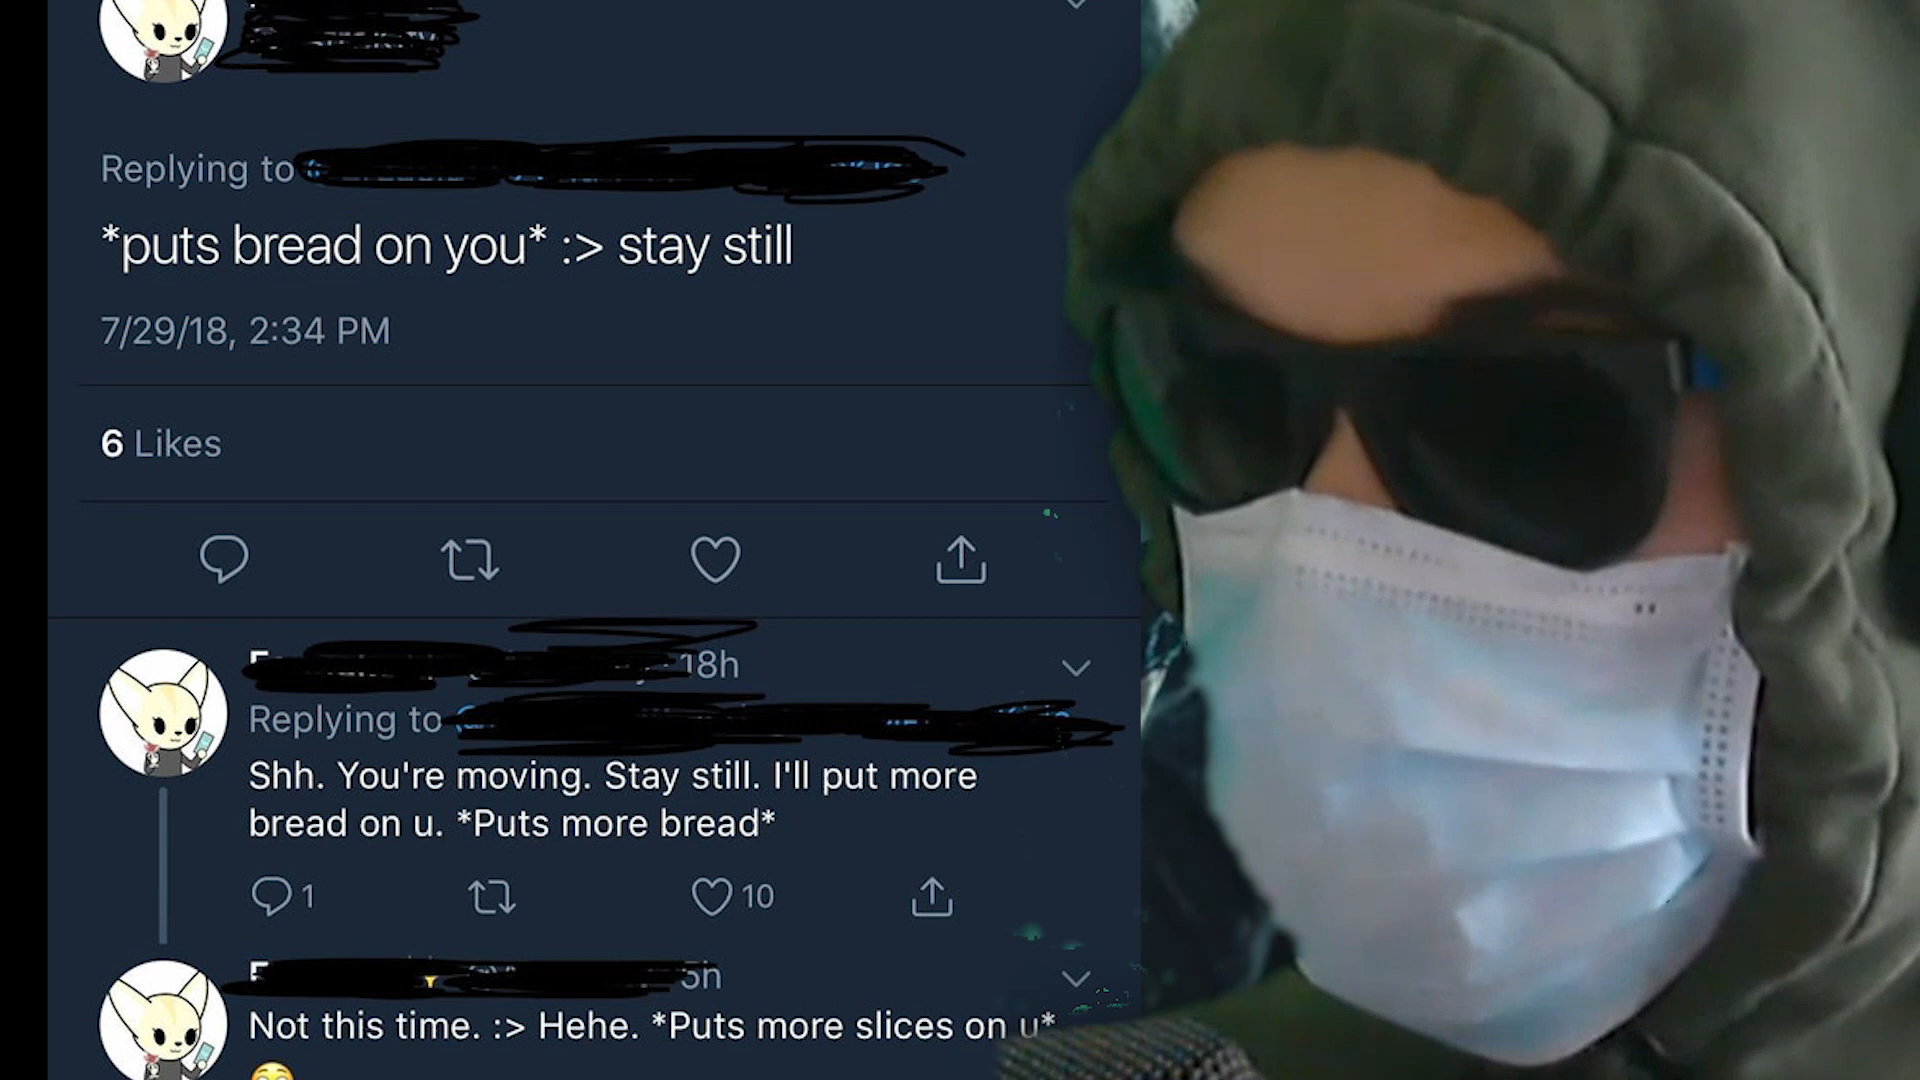 Replying to
*puts bread on you* :> stay still
7/29/18, 2:34 PM
6 Likes
18h
Replying to
Shh. You're moving. Stay still. I'll put more
bread on u. *Puts more bread*
1
10
5h
Not this time. :> Hehe. *Puts more slices on u*